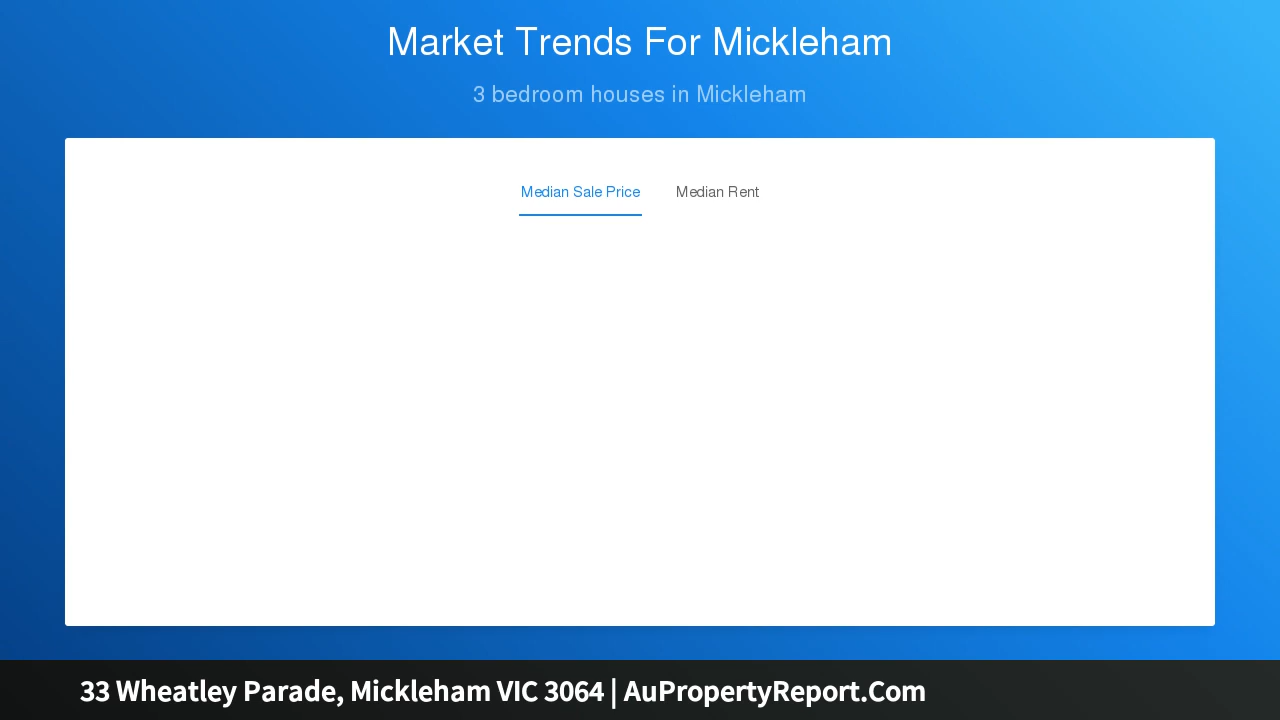 Market Trends For Mickleham
3 bedroom houses in Mickleham
Median Sale Price
Median Rent
33 Wheatley Parade, Mickleham VIC 3064 | AuPropertyReport.Com